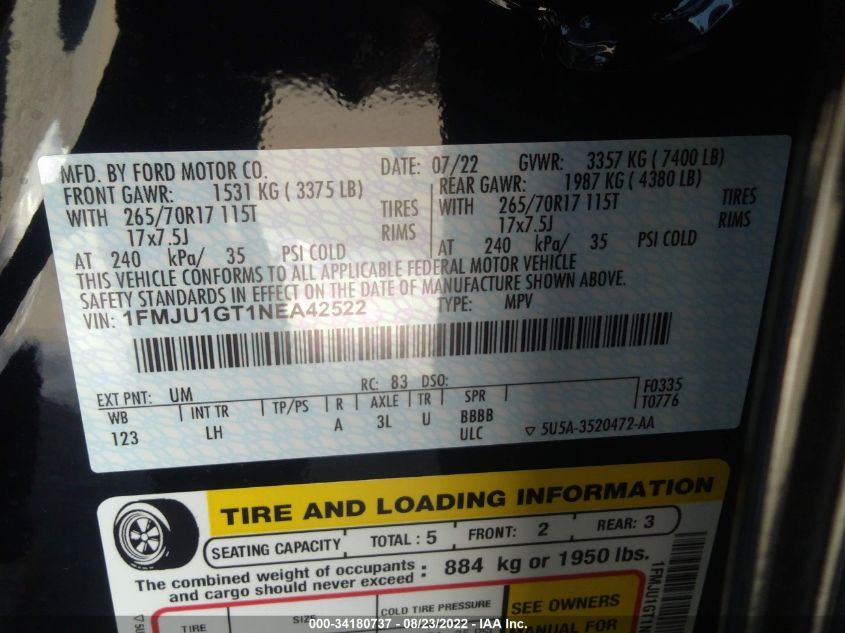 MFD. BY FORD MOTOR CO. DATE: 07/22 GVWR: 3357 KG ( 7400 LB)
FRONT GAWR: 1531 KG ( 3375 LB) REAR GAWR: 1987 KG ( 4380 LB)
WITH 265/70R17 115T TIRES WITH 265/70R17 115T TIRES
17x7.5J RIMS 17x7.5J RIMS
AT 240 kPa/ 35 PSI COLD AT 240 kPa/ 35 PSI COLD
THIS VEHICLE CONFORMS TO ALL APPLICABLE FEDERAL MOTOR VEHICLE
SAFETY STANDARDS IN EFFECT ON THE DATE OF MANUFACTURE SHOWN ABOVE.
VIN: 1FMJU1GT1NEA42522 TYPE: MPV
EXT PNT: UM RC: 83 DSO: F0335
WB INT TR TP/PS R AXLE TR SPR T0776
123 LH A 3L U BBBB
ULC ▽ 5U5A-3520472-AA
TIRE AND LOADING INFORMATION
SEATING CAPACITY TOTAL : 5 FRONT: 2 REAR: 3
The combined weight of occupants and cargo should never exceed : 884 kg or 1950 lbs.
TIRE SIZE COLD TIRE PRESSURE SEE OWNERS
MANUAL FOR
1FMJU1GT1N
000-34180737 - 08/23/2022 - IAA Inc.